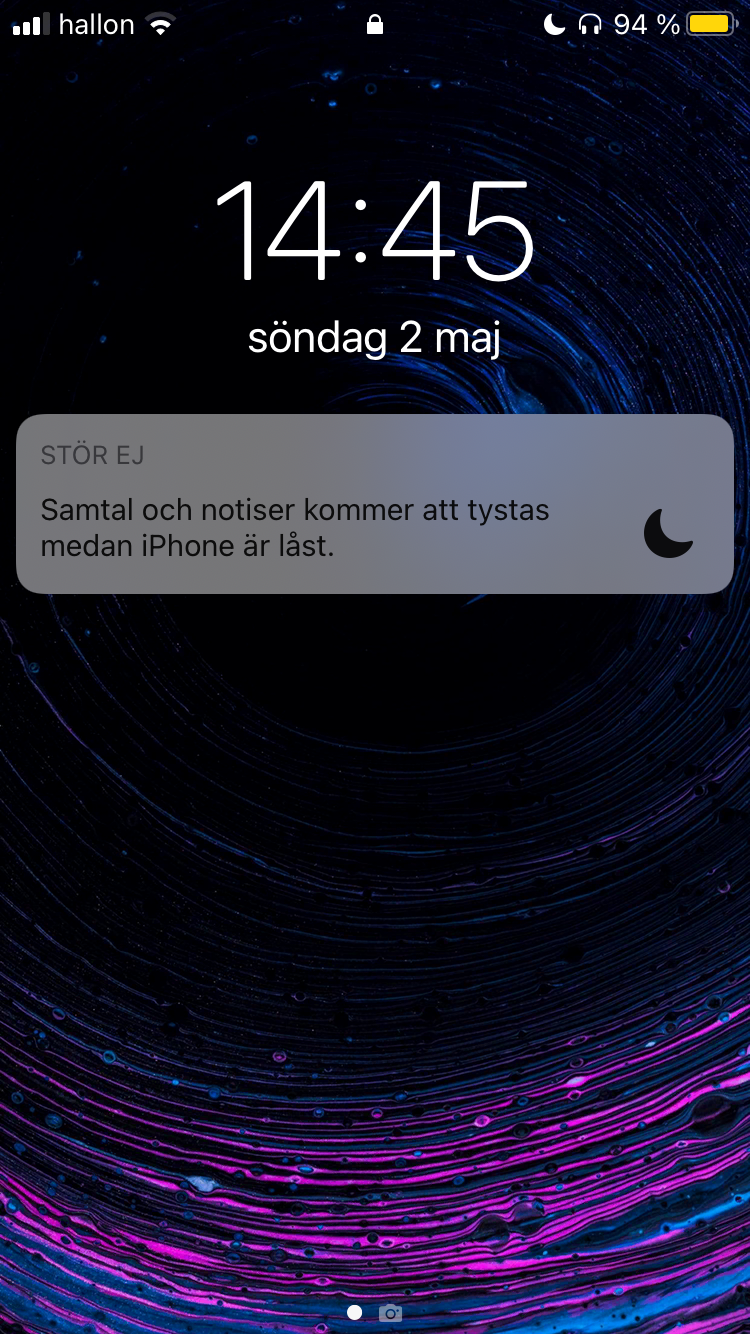 hallon 94 %
14:45
söndag 2 maj
STÖR EJ
Samtal och notiser kommer att tystas
medan iPhone är låst.